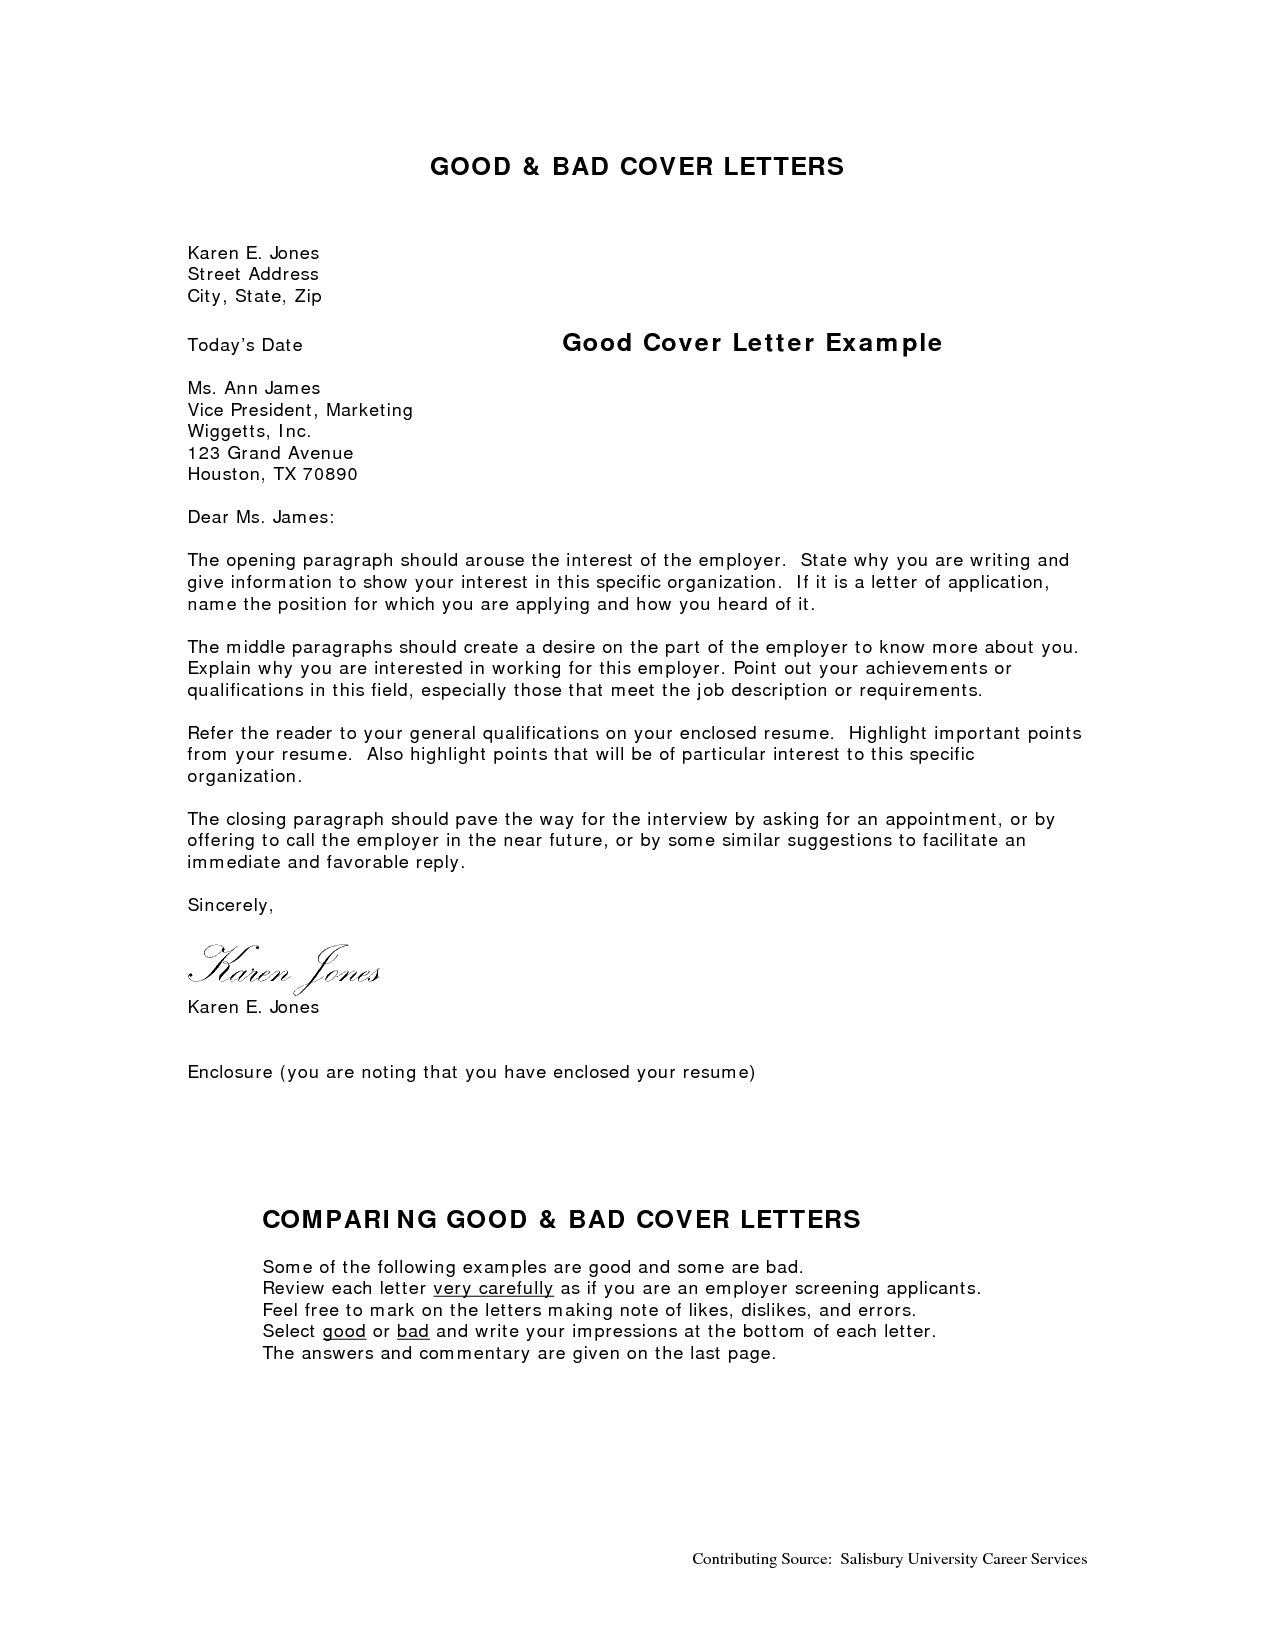 GOOD & BAD COVER LETTERS
Karen E. Jones
Street Address
City, State, Zip
Today's Date
Good Cover Letter Example
Ms. Ann James
Vice President, Marketing
Wiggetts, Inc.
123 Grand Avenue
Houston, TX 70890
Dear Ms. James:
The opening paragraph should arouse the interest of the employer.  State why you are writing and
give information to show your interest in this specific organization.  If it is a letter of application,
name the position for which you are applying and how you heard of it.
The middle paragraphs should create a desire on the part of the employer to know more about you.
Explain why you are interested in working for this employer. Point out your achievements or
qualifications in this field, especially those that meet the job description or requirements.
Refer the reader to your general qualifications on your enclosed resume.  Highlight important points
from your resume.  Also highlight points that will be of particular interest to this specific
organization.
The closing paragraph should pave the way for the interview by asking for an appointment, or by
offering to call the employer in the near future, or by some similar suggestions to facilitate an
immediate and favorable reply.
Sincerely,
Karen Jones
Karen E. Jones
Enclosure (you are noting that you have enclosed your resume)
COMPARING GOOD & BAD COVER LETTERS
Some of the following examples are good and some are bad.
Review each letter very carefully as if you are an employer screening applicants.
Feel free to mark on the letters making note of likes, dislikes, and errors.
Select good or bad and write your impressions at the bottom of each letter.
The answers and commentary are given on the last page.
Contributing Source:  Salisbury University Career Services